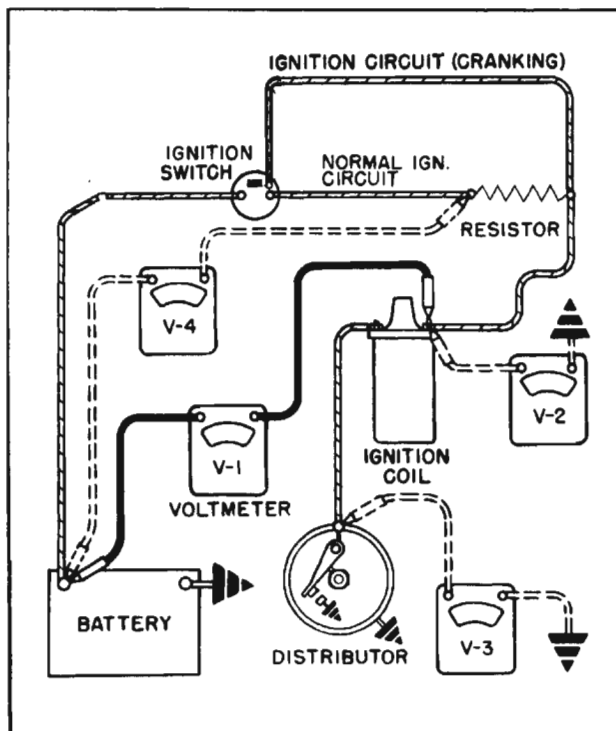 IGNITION CIRCUIT (CRANKING)
IGNITION
SWITCH
NORMAL IGN.
CIRCUIT
RESISTOR
V-4
V-2
V-1
VOLTMETER
IGNITION
COIL
BATTERY
DISTRIBUTOR
V-3